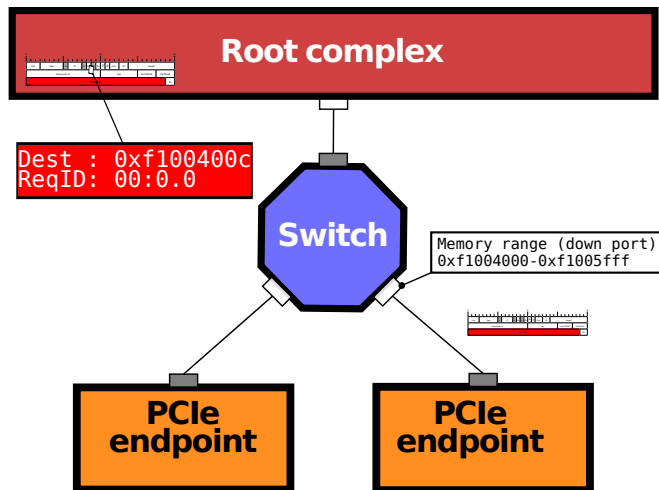 Root complex
Dest : 0xf100400c
ReqID: 00:0.0
Switch
Memory range (down port)
0xf1004000-0xf1005fff
PCIe
endpoint
PCIe
endpoint